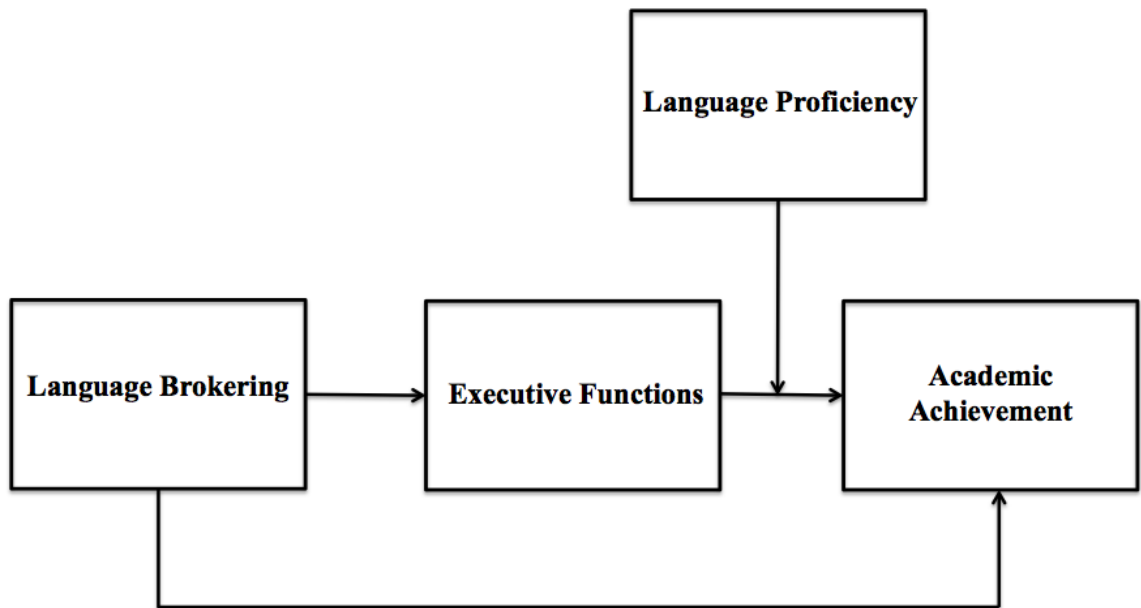 Language Proficiency
Language Brokering
Executive Functions
Academic
Achievement